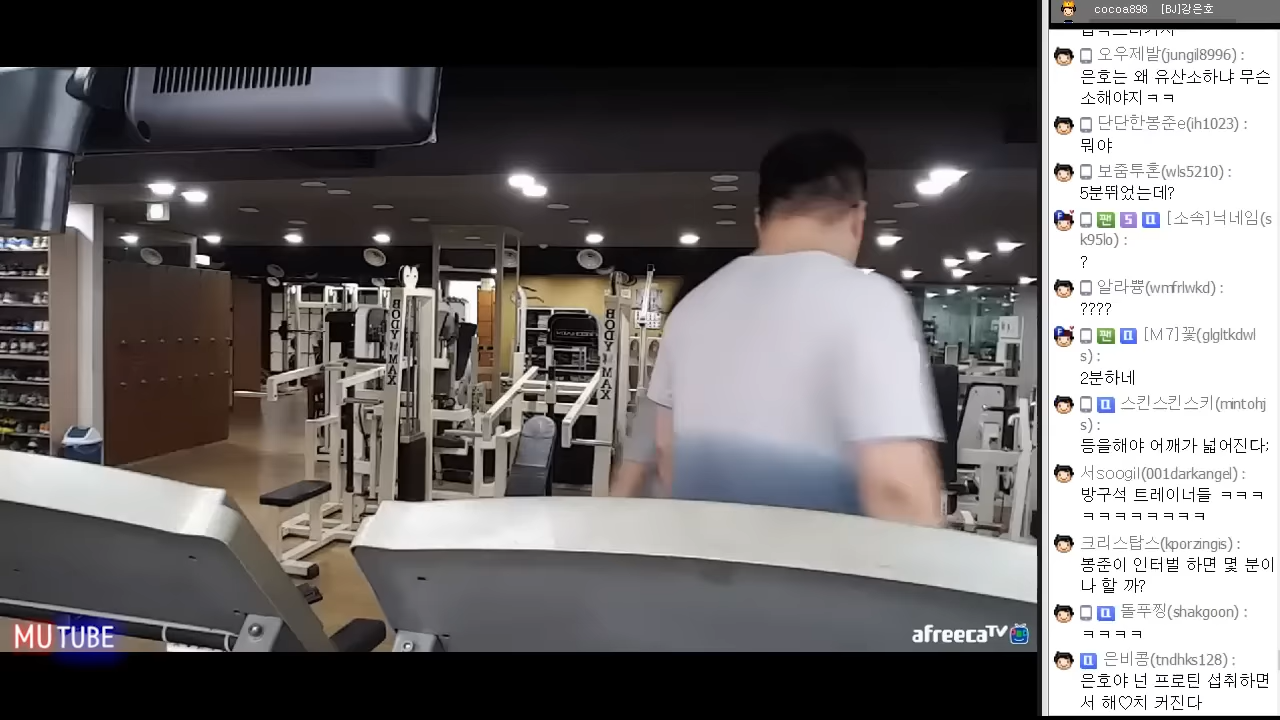 cocoa898 [BJ]강은호
오우제발(jungil8996) :
은호는 왜 유산소하냐 무슨
소해야지ㅋㅋ
단단한봉준e(ih1023) :
뭐야
보줌투혼(wls5210) :
5분뛰었는데?
팬 S [소속]닉네임(s
k95lo) :
?
알라뿅(wmfrlwkd) :
????
팬 [M7]꽃(glgltkdwl
s) :
2분하네
스킨스킨스키(mintohj
s) :
등을해야 어깨가 넓어진다;
서soogil(001darkangel) :
방구석 트레이너들 ㅋㅋㅋ
ㅋㅋㅋㅋㅋㅋㅋㅋ
크리스탑스(kporzingis) :
봉준이 인터벌 하면 몇 분이
나 할 까?
돌푸찡(shakgoon) :
ㅋㅋㅋㅋ
은비콤(tndhks128) :
은호야 넌 프로틴 섭취하면
서 해♡치 커진다
BODY MAX
BODY MAX
MUTUBE
afreecaTV